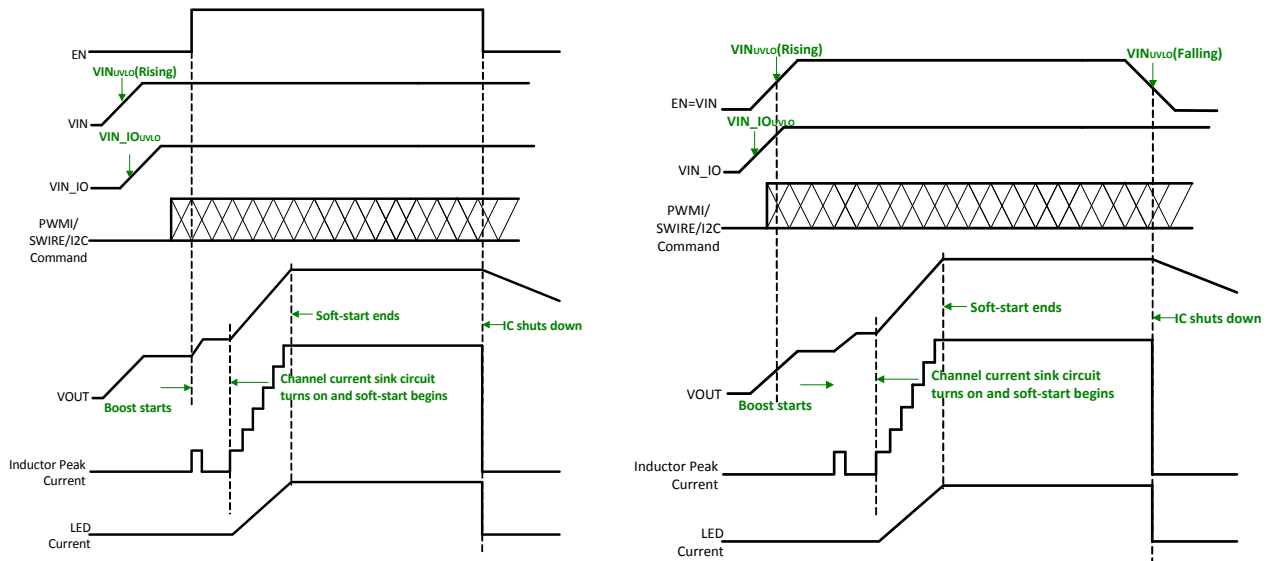 EN
VINUVLO(Rising)
VIN
VIN_IOUVLO
VIN_IO
PWMI/
SWIRE/I2C
Command
Soft-start ends
IC shuts down
VOUT
Boost starts
Channel current sink circuit
turns on and soft-start begins
Inductor Peak
Current
LED
Current
VINUVLO(Rising)
VINUVLO(Falling)
EN=VIN
VIN_IOUVLO
VIN_IO
PWMI/
SWIRE/I2C
Command
Soft-start ends
IC shuts down
VOUT
Boost starts
Channel current sink circuit
turns on and soft-start begins
Inductor Peak
Current
LED
Current